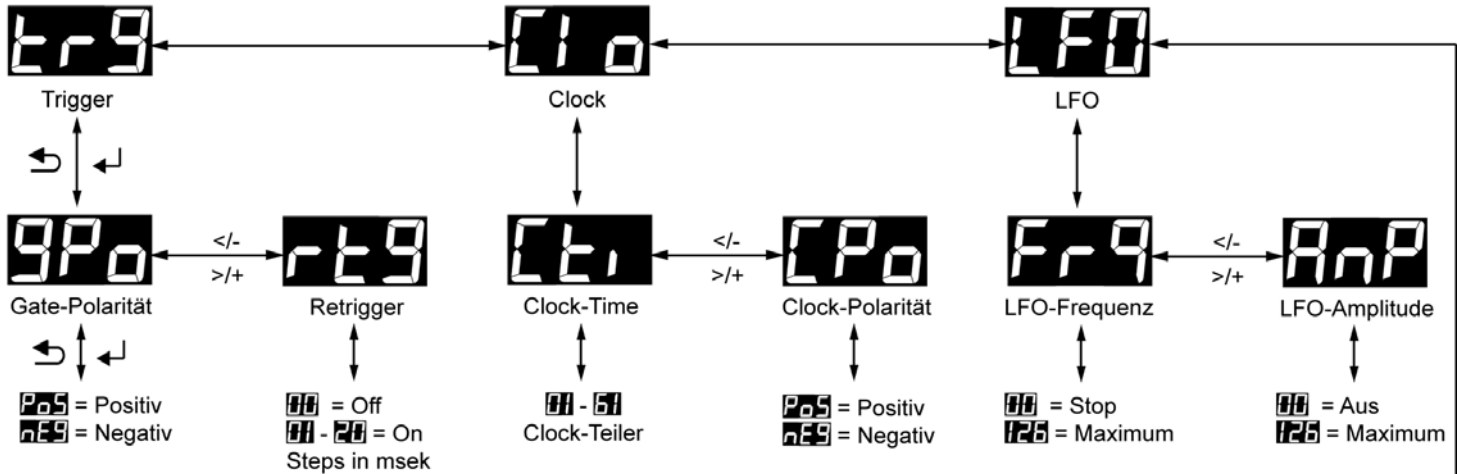 trg Clo LFO
Trigger Clock LFO
gPo </- rtg Cti </- CPo Frq </- AnP
>/+ >/+ >/+
Gate-Polarität Retrigger Clock-Time Clock-Polarität LFO-Frequenz LFO-Amplitude
PoS = Positiv 00 = Off 01 - 61 PoS = Positiv 00 = Stop 00 = Aus
nEg = Negativ 01 - 20 = On Clock-Teiler nEg = Negativ 126 = Maximum 126 = Maximum
Steps in msek